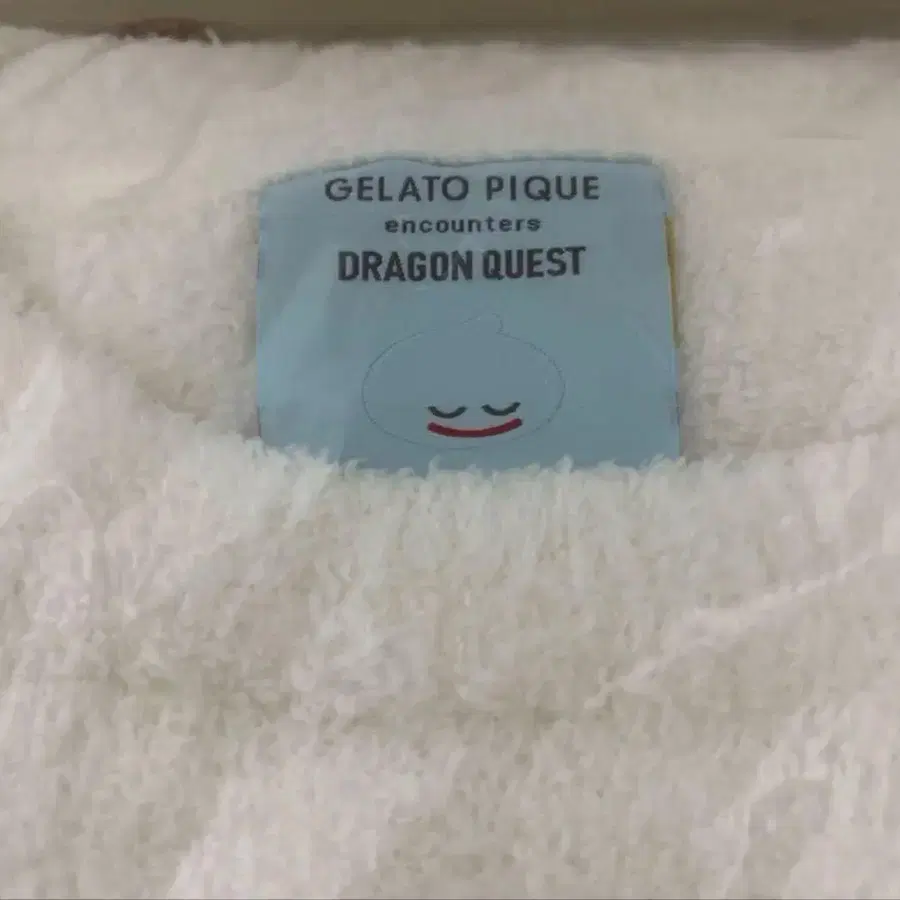 GELATO PIQUE
encounters
DRAGON QUEST